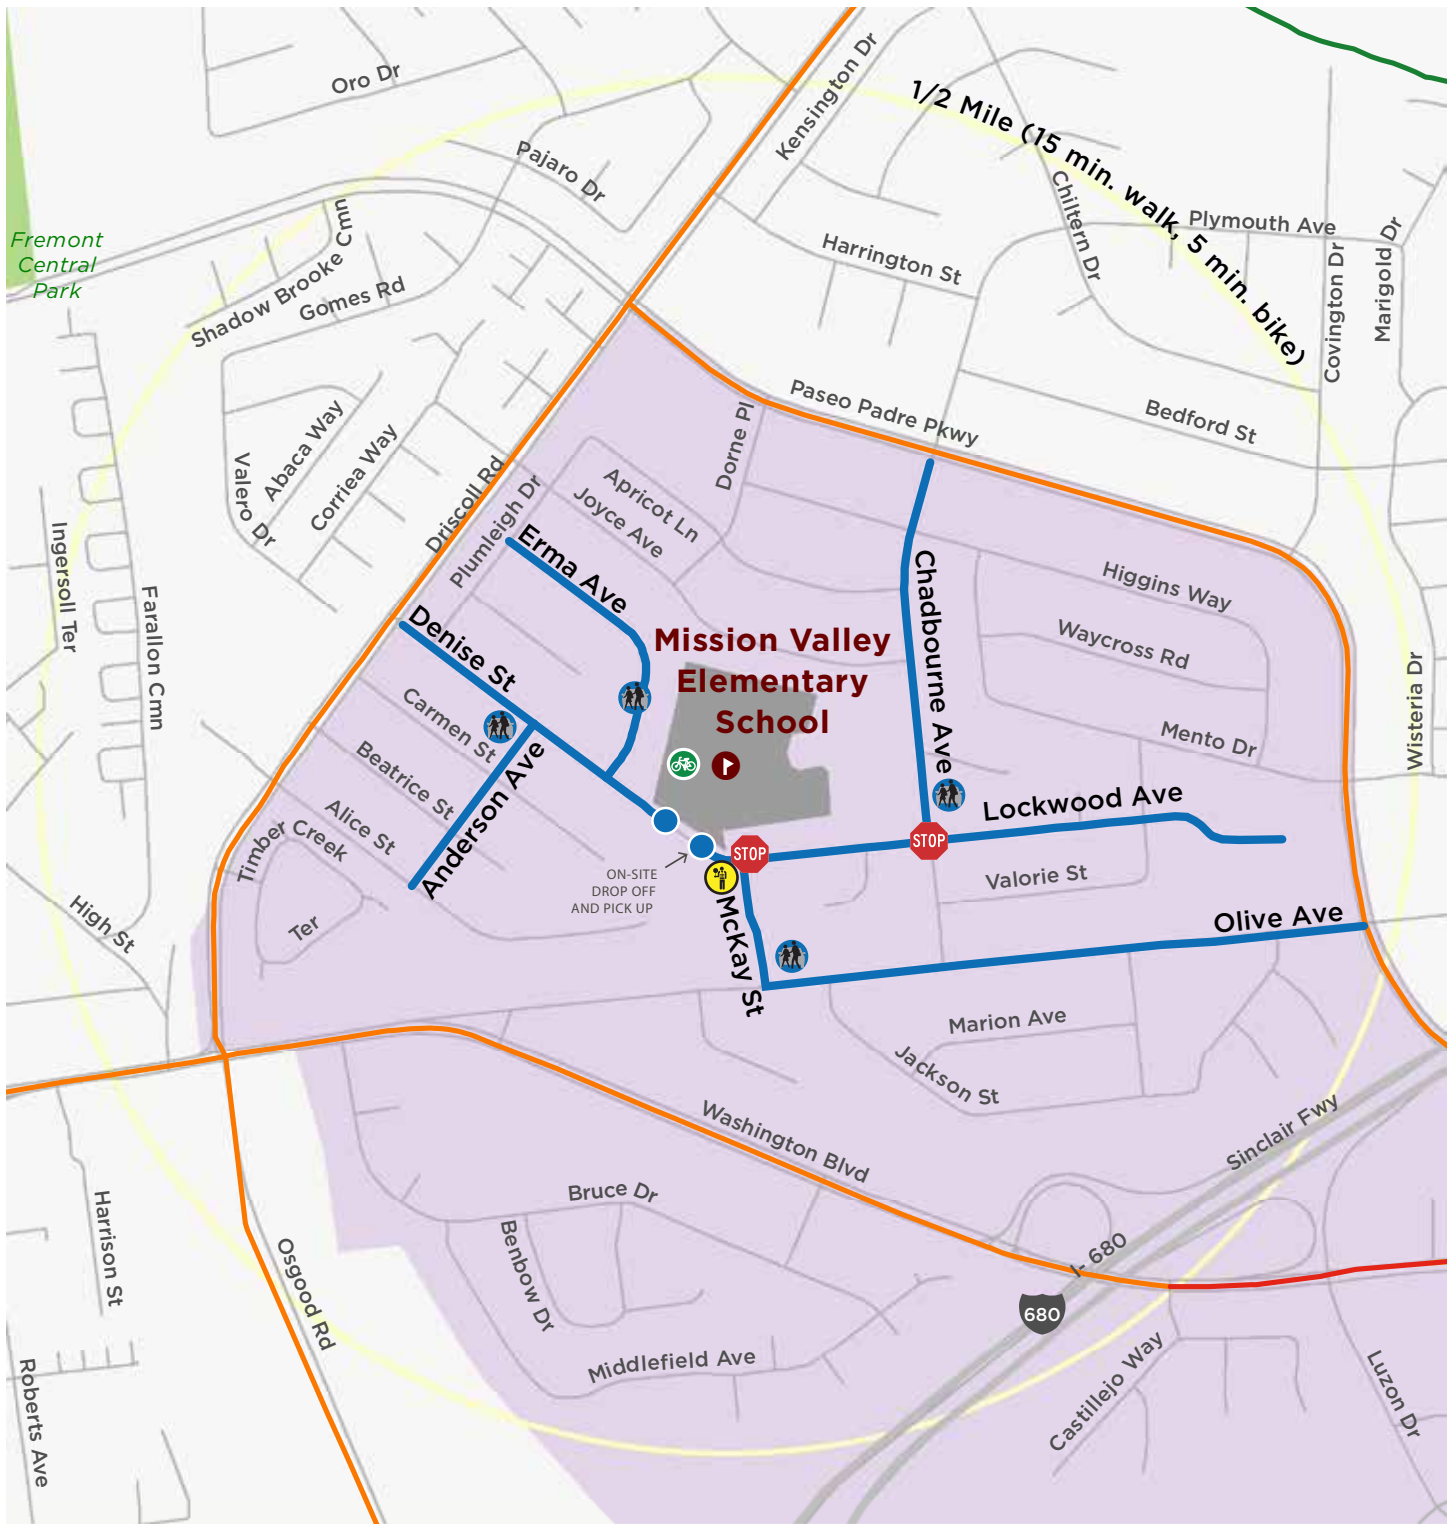 Oro Dr
Kensington Dr
1/2 Mile (15 min. walk, 5 min. bike)
Pajaro Dr
Chiltern Dr
Plymouth Ave
Covington Dr
Marigold Dr
Fremont
Central
Park
Shadow Brooke Cmn
Gomes Rd
Harrington St
Paseo Padre Pkwy
Bedford St
Dorne Pl
Abaca Way
Corriea Way
Valero Dr
Driscoll Rd
Plumleigh Dr
Apricot Ln
Joyce Ave
Erma Ave
Ingersoll Ter
Farallon Cmn
Denise St
Mission Valley
Elementary
School
Chadbourne Ave
Higgins Way
Waycross Rd
Mento Dr
Wisteria Dr
Carmen St
Beatrice St
Alice St
Anderson Ave
Timber Creek
Ter
High St
Lockwood Ave
STOP
STOP
Valorie St
ON-SITE
DROP OFF
AND PICK UP
McKay St
Olive Ave
Marion Ave
Jackson St
Washington Blvd
Sinclair Fwy
I- 680
680
Bruce Dr
Benbow Dr
Middlefield Ave
Harrison St
Osgood Rd
Roberts Ave
Castillejo Way
Luzon Dr